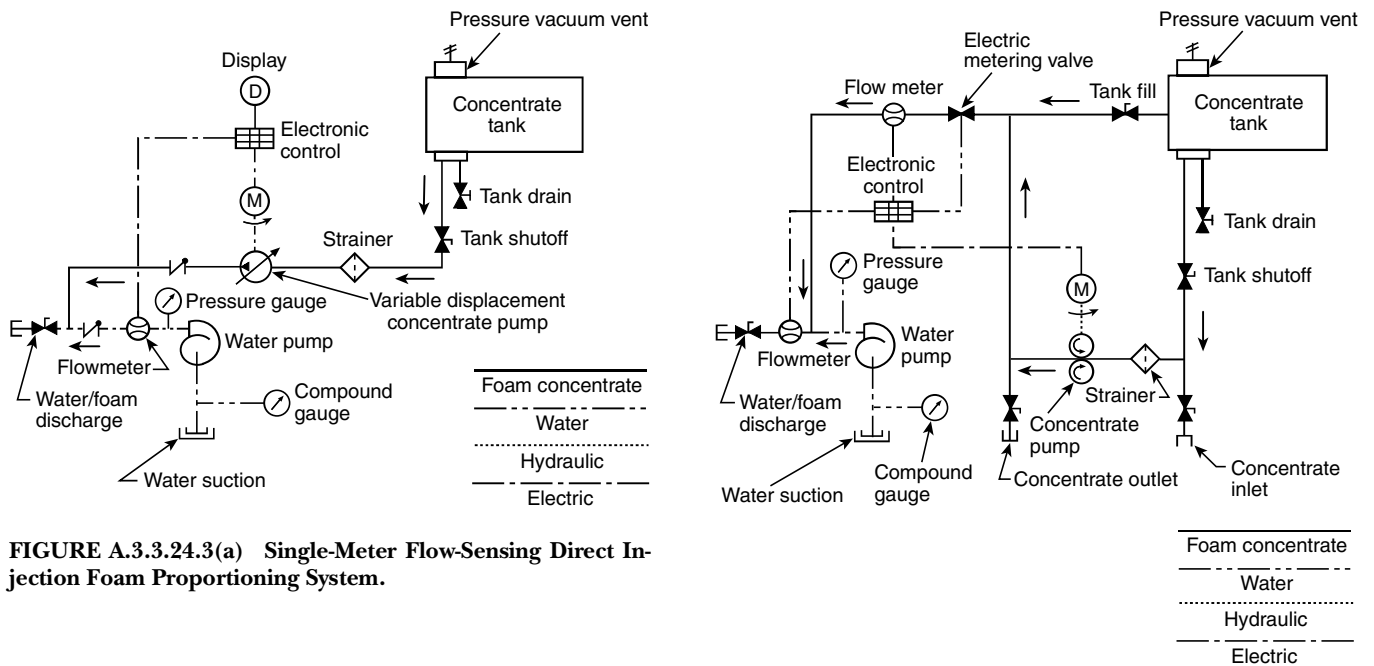 Pressure vacuum vent
Display
D
Concentrate
tank
Electronic
control
M
Tank drain
Strainer
Tank shutoff
Pressure gauge
Variable displacement
concentrate pump
Water pump
Flowmeter
Water/foam
discharge
Compound
gauge
Water suction
Foam concentrate
Water
Hydraulic
Electric
FIGURE A.3.3.24.3(a) Single-Meter Flow-Sensing Direct In-
jection Foam Proportioning System.
Pressure vacuum vent
Electric
metering valve
Flow meter
Tank fill
Concentrate
tank
Electronic
control
Tank drain
Pressure
gauge
Tank shutoff
M
Water
pump
Flowmeter
Strainer
Water/foam
discharge
Concentrate
pump
Water suction
Compound
gauge
Concentrate outlet
Concentrate
inlet
Foam concentrate
Water
Hydraulic
Electric